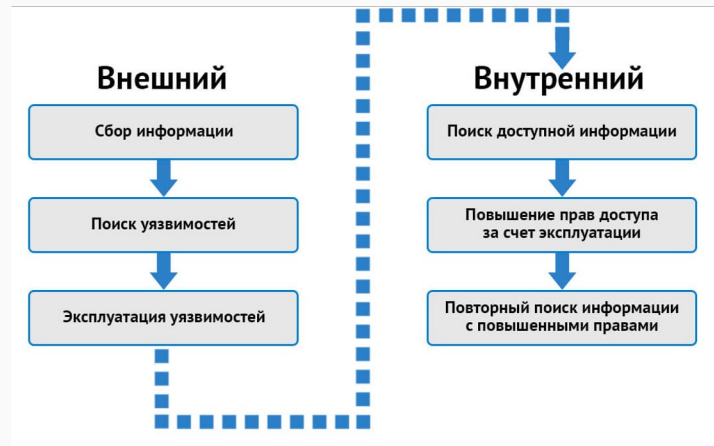 Внешний
Сбор информации
Поиск уязвимостей
Эксплуатация уязвимостей
Внутренний
Поиск доступной информации
Повышение прав доступа
за счет эксплуатации
Повторный поиск информации
с повышенными правами